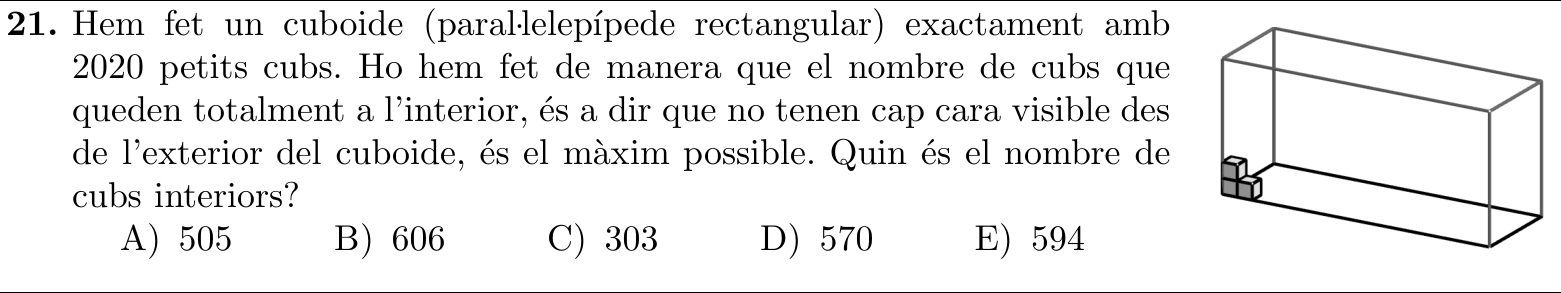 21. Hem fet un cuboide (paral·lelepípede rectangular) exactament amb
2020 petits cubs. Ho hem fet de manera que el nombre de cubs que
queden totalment a l'interior, és a dir que no tenen cap cara visible des
de l'exterior del cuboide, és el màxim possible. Quin és el nombre de
cubs interiors?
A) 505 B) 606 C) 303 D) 570 E) 594